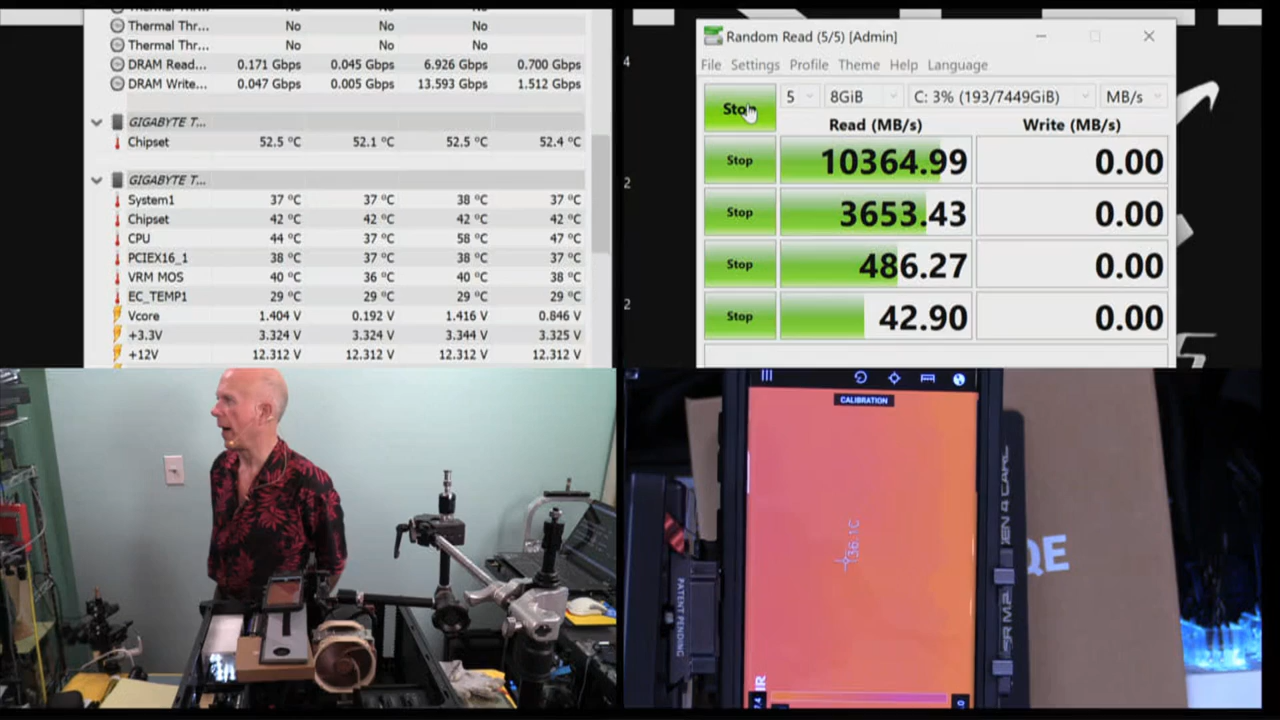 Thermal Thr... No No No
Thermal Thr... No No No
DRAM Read... 0.171 Gbps 0.045 Gbps 6.926 Gbps 0.700 Gbps
DRAM Write... 0.047 Gbps 0.005 Gbps 13.593 Gbps 1.512 Gbps
GIGABYTE T...
Chipset 52.5 °C 52.1 °C 52.5 °C 52.4 °C
GIGABYTE T...
System1 37 °C 37 °C 38 °C 37 °C
Chipset 42 °C 42 °C 42 °C 42 °C
CPU 44 °C 37 °C 58 °C 47 °C
PCIEX16_1 38 °C 37 °C 38 °C 37 °C
VRM MOS 40 °C 36 °C 40 °C 38 °C
EC_TEMP1 29 °C 29 °C 29 °C 29 °C
Vcore 1.404 V 0.192 V 1.416 V 0.846 V
+3.3V 3.324 V 3.324 V 3.344 V 3.325 V
+12V 12.312 V 12.312 V 12.312 V 12.312 V
4
2
2
Random Read (5/5) [Admin]
File Settings Profile Theme Help Language
Stop 5 8GiB C: 3% (193/7449GiB) MB/s
Read (MB/s) Write (MB/s)
Stop 10364.99 0.00
Stop 3653.43 0.00
Stop 486.27 0.00
Stop 42.90 0.00
CALIBRATION
36.1C
IR
PATENT PENDING
QE